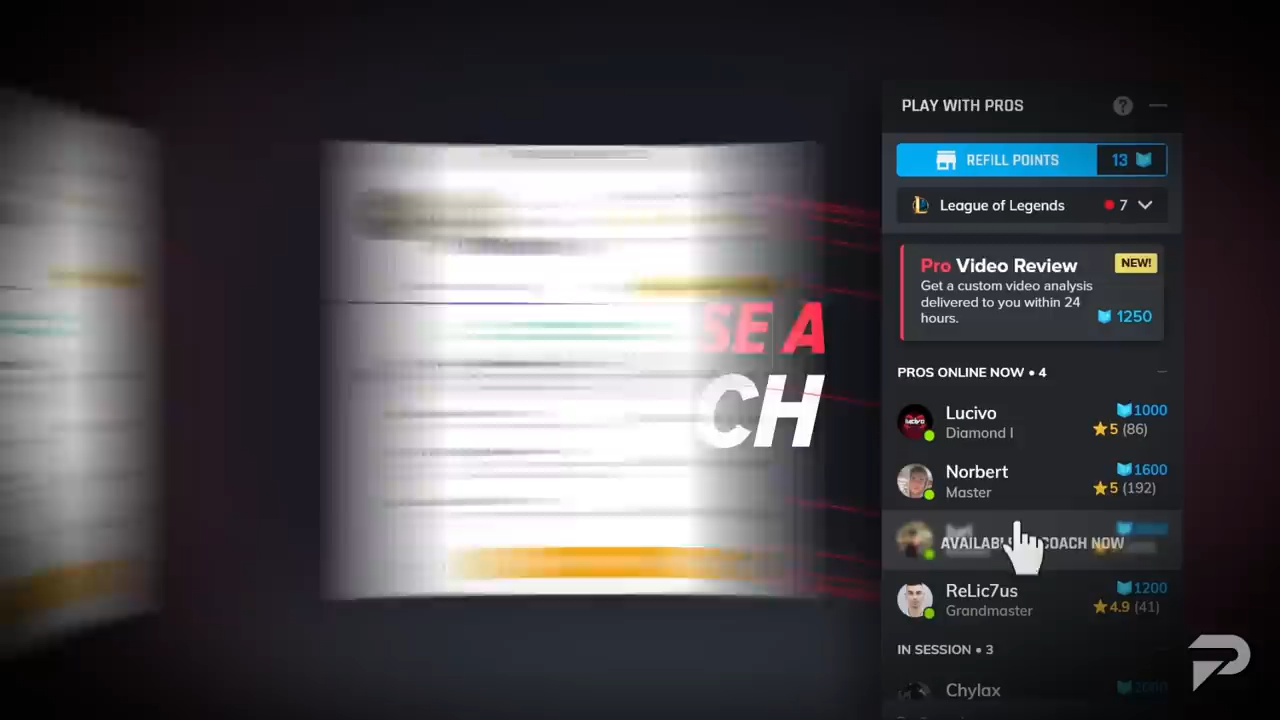 PLAY WITH PROS
?
REFILL POINTS 13
League of Legends 7
Pro Video Review NEW!
Get a custom video analysis
delivered to you within 24
hours.
1250
SE A
CH
PROS ONLINE NOW • 4
Lucivo 1000
Diamond I 5 (86)
Norbert 1600
Master 5 (192)
COACH NOW
ReLic7us 1200
Grandmaster 4.9 (41)
IN SESSION • 3
Chylax 2000